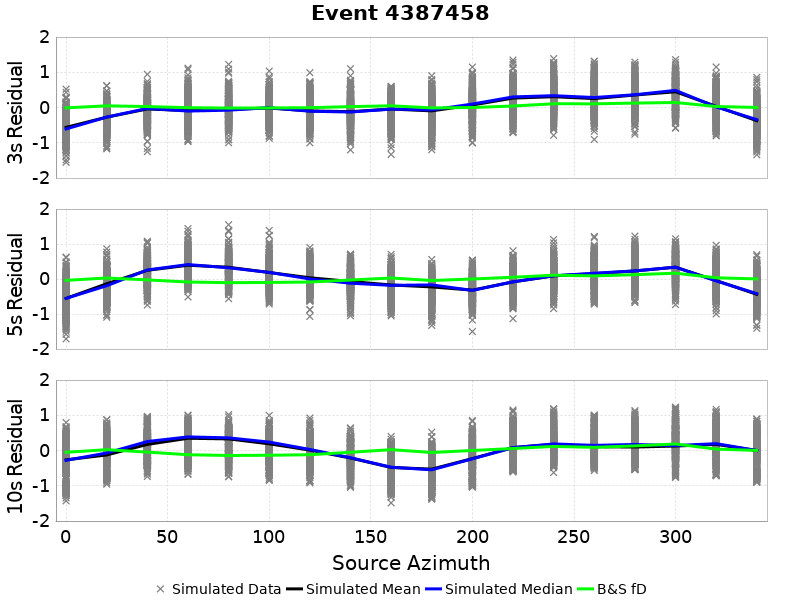 Event 4387458
3s Residual
2
1
0
-1
-2
5s Residual
2
1
0
-1
-2
10s Residual
2
1
0
-1
-2
0 50 100 150 200 250 300
Source Azimuth
Simulated Data Simulated Mean Simulated Median B&S fD